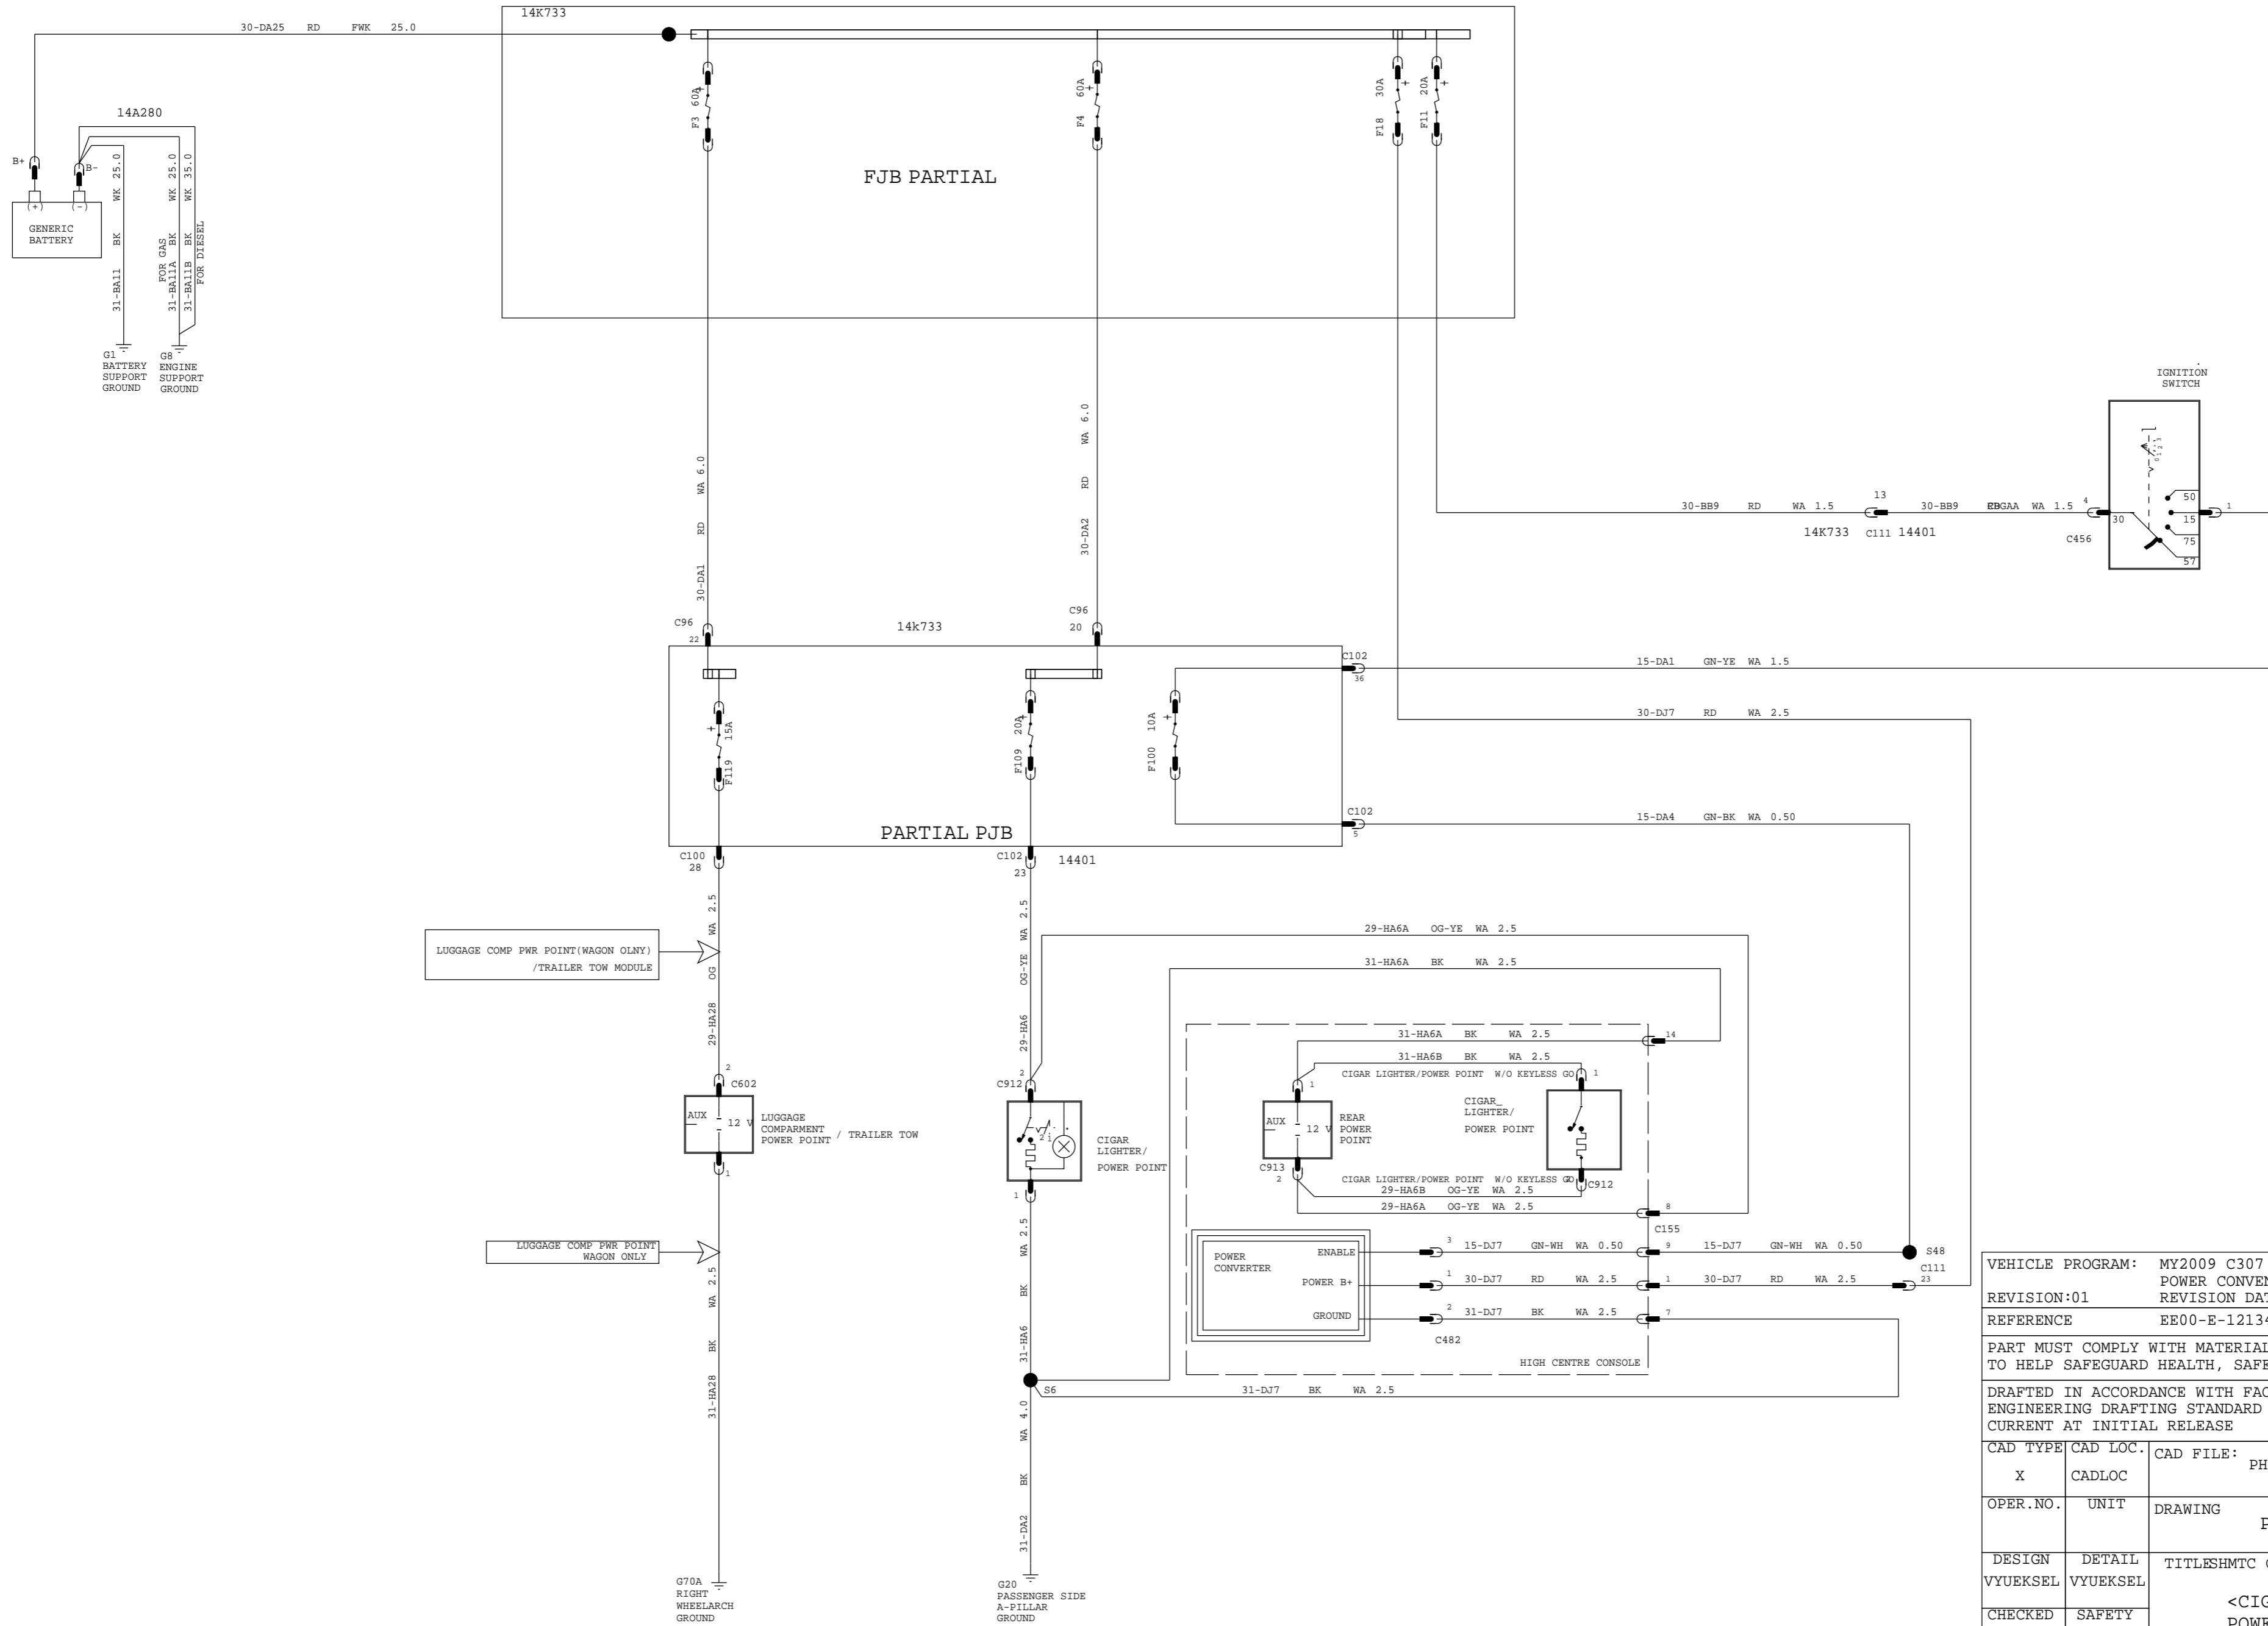 14K733
30-DA25 RD FWK 25.0
F3 60A
F4 60A
F18 30A
F11 20A
FJB PARTIAL
14A280
B+
B-
(+) (-)
GENERIC
BATTERY
31-BA11 BK WK 25.0
FOR GAS
31-BA11A BK WK 25.0
31-BA11B BK WK 35.0
FOR DIESEL
G1
BATTERY
SUPPORT
GROUND
G8
ENGINE
SUPPORT
GROUND
IGNITION
SWITCH
0 1 2 3
30
50
15
75
57
1
30-BB9 RD WA 1.5
13
30-BB9 WA 1.5
4
14K733 C111 14401
C456
30-DA1 RD WA 6.0
30-DA2 RD WA 6.0
C96
22
14k733
C96
20
C102
36
15-DA1 GN-YE WA 1.5
30-DJ7 RD WA 2.5
F119 15A
F109 20A
F100 10A
PARTIAL PJB
C102
5
15-DA4 GN-BK WA 0.50
C100
28
C102
23
14401
29-HA28 OG WA 2.5
29-HA6 OG-YE WA 2.5
LUGGAGE COMP PWR POINT(WAGON OLNY)
/TRAILER TOW MODULE
29-HA6A OG-YE WA 2.5
31-HA6A BK WA 2.5
2
C602
AUX
12 V
LUGGAGE
COMPARMENT
POWER POINT / TRAILER TOW
1
2
C912
2 1
CIGAR
LIGHTER/
POWER POINT
1
31-HA6A BK WA 2.5
14
31-HA6B BK WA 2.5
CIGAR LIGHTER/POWER POINT W/O KEYLESS GO
1
1
AUX
12 V
REAR
POWER
POINT
CIGAR_
LIGHTER/
POWER POINT
C913
2
CIGAR LIGHTER/POWER POINT W/O KEYLESS GO
C912
29-HA6B OG-YE WA 2.5
29-HA6A OG-YE WA 2.5
8
C155
POWER
CONVERTER
ENABLE
3
15-DJ7 GN-WH WA 0.50
9
15-DJ7 GN-WH WA 0.50
S48
POWER B+
1
30-DJ7 RD WA 2.5
1
30-DJ7 RD WA 2.5
C111
23
GROUND
2
31-DJ7 BK WA 2.5
7
C482
HIGH CENTRE CONSOLE
LUGGAGE COMP PWR POINT
WAGON ONLY
31-HA28 BK WA 2.5
31-HA6 BK WA 2.5
S6
31-DJ7 BK WA 2.5
31-DA2 BK WA 4.0
G70A
RIGHT
WHEELARCH
GROUND
G20
PASSENGER SIDE
A-PILLAR
GROUND
VEHICLE PROGRAM: MY2009 C307
POWER CONVEN
REVISION:01 REVISION DAT
REFERENCE EE00-E-12134
PART MUST COMPLY WITH MATERIAL
TO HELP SAFEGUARD HEALTH, SAFE
DRAFTED IN ACCORDANCE WITH FAC
ENGINEERING DRAFTING STANDARD
CURRENT AT INITIAL RELEASE
CAD TYPE CAD LOC. CAD FILE:
PH
X CADLOC
OPER.NO. UNIT DRAWING
P
DESIGN DETAIL TITLESHMTC
VYUEKSEL VYUEKSEL
<CIG
CHECKED SAFETY
POWE